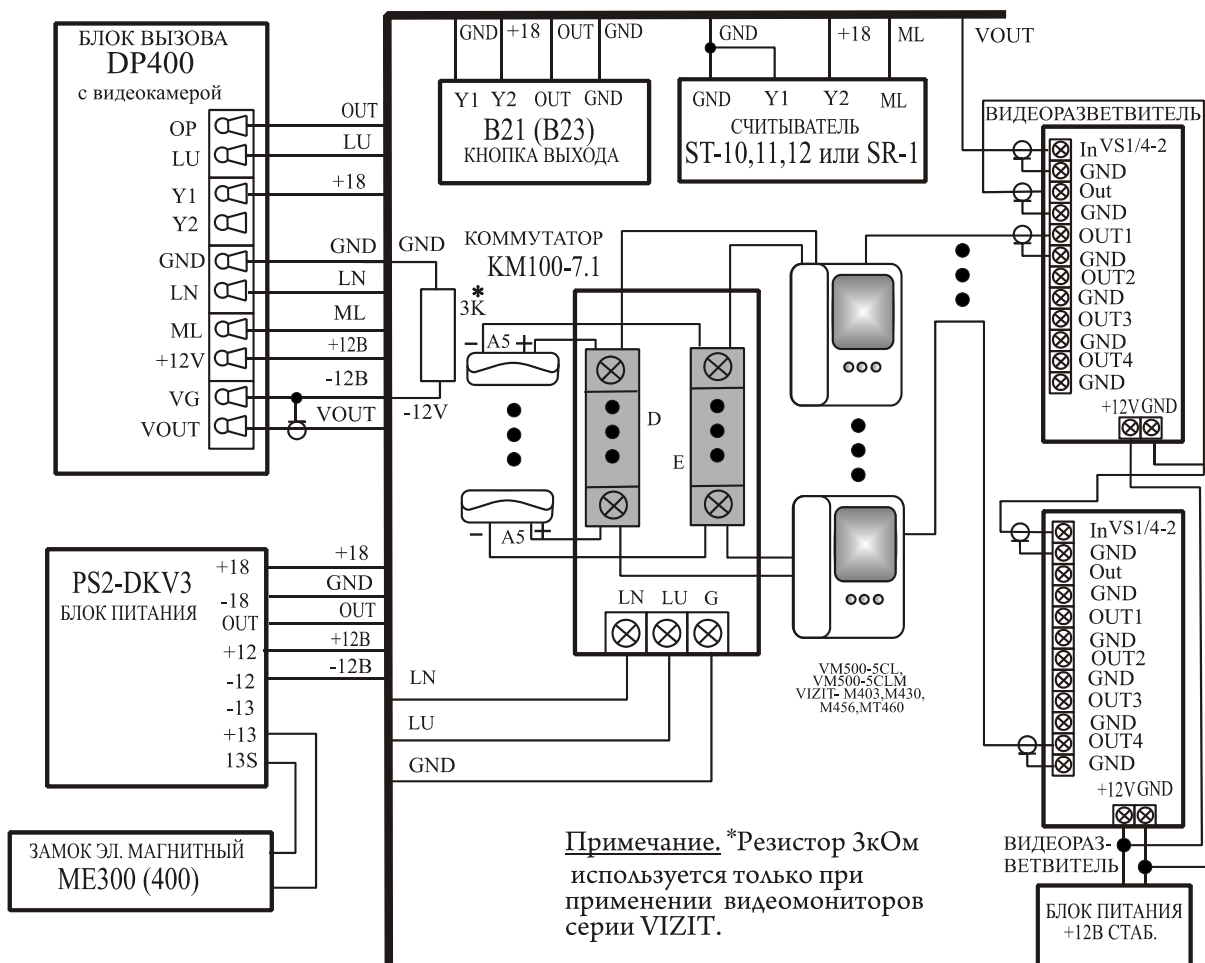 БЛОК ВЫЗОВА
DP400
с видеокамерой
OP
LU
Y1
Y2
GND
LN
ML
+12V
VG
VOUT
OUT
LU
+18
GND
LN
ML
+12В
-12В
VOUT
GND +18 OUT GND
Y1 Y2 OUT GND
B21 (B23)
КНОПКА ВЫХОДА
GND +18 ML
GND Y1 Y2 ML
СЧИТЫВАТЕЛЬ
ST-10,11,12 или SR-1
VOUT
ВИДЕОРАЗВЕТВИТЕЛЬ
In VS1/4-2
GND
Out
GND
OUT1
GND
OUT2
GND
OUT3
GND
OUT4
GND
+12V GND
GND
*
3K
-12V
КОММУТАТОР
KM100-7.1
- A5 +
D
E
- A5 +
LN LU G
VM500-5CL,
VM500-5CLM
VIZIT- M403,M430,
M456,MT460
In VS1/4-2
GND
Out
GND
OUT1
GND
OUT2
GND
OUT3
GND
OUT4
GND
+12V GND
ВИДЕОРАЗ-
ВЕТВИТЕЛЬ
БЛОК ПИТАНИЯ
+12В СТАБ.
PS2-DKV3
БЛОК ПИТАНИЯ
+18
-18
OUT
+12
-12
-13
+13
13S
+18
GND
OUT
+12В
-12В
LN
LU
GND
ЗАМОК ЭЛ. МАГНИТНЫЙ
ME300 (400)
Примечание. *Резистор 3кОм
используется только при
применении видеомониторов
серии VIZIT.